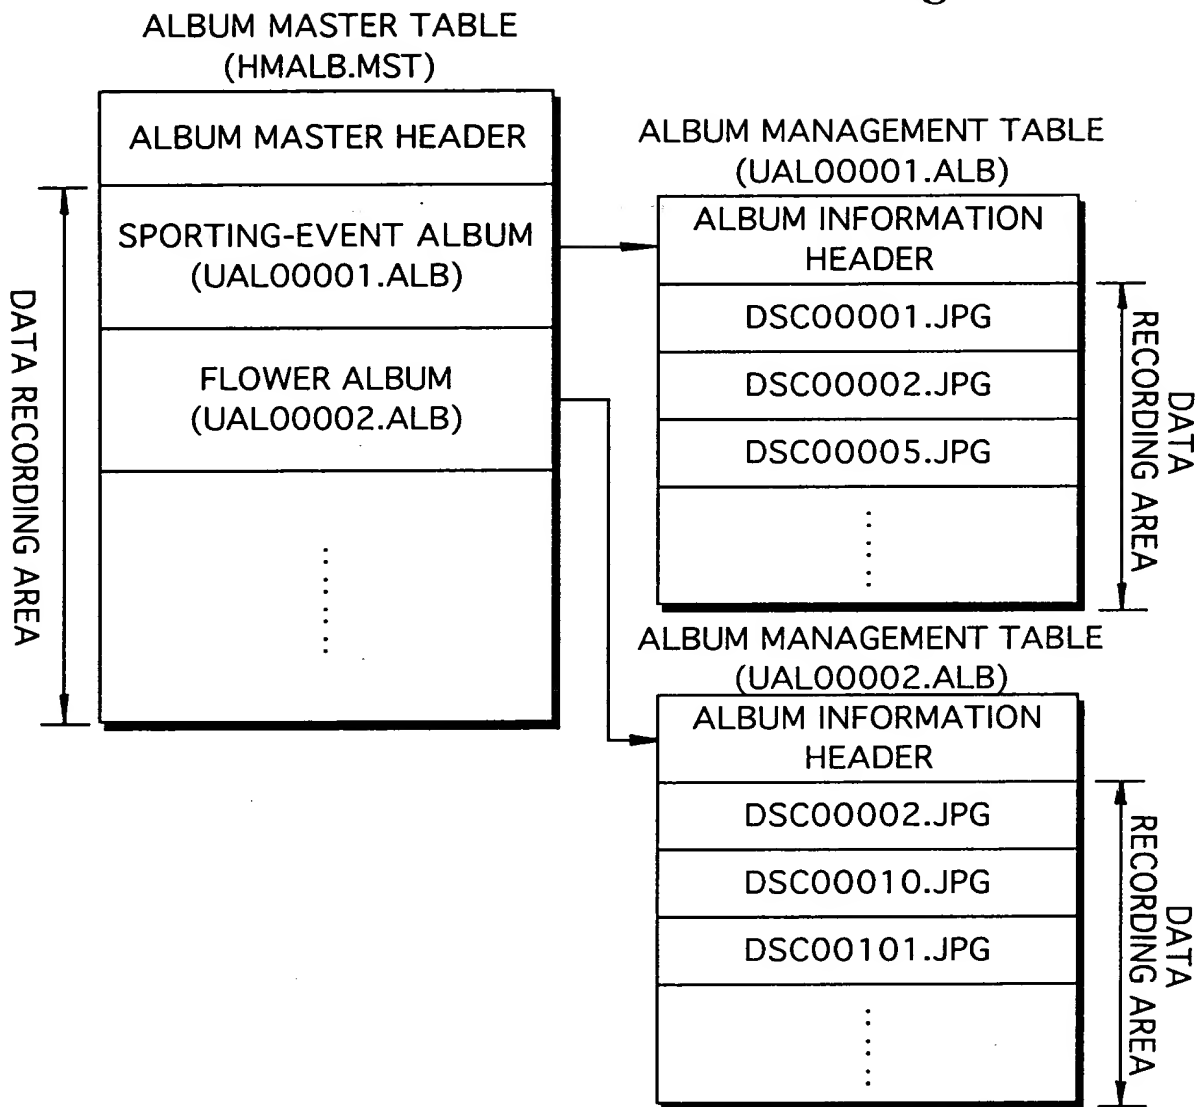 ALBUM MASTER TABLE
(HMALB.MST)
ALBUM MASTER HEADER
SPORTING-EVENT ALBUM
(UAL00001.ALB)
FLOWER ALBUM
(UAL00002.ALB)
DATA RECORDING AREA
ALBUM MANAGEMENT TABLE
(UAL00001.ALB)
ALBUM INFORMATION
HEADER
DSC00001.JPG
DSC00002.JPG
DSC00005.JPG
DATA
RECORDING AREA
ALBUM MANAGEMENT TABLE
(UAL00002.ALB)
ALBUM INFORMATION
HEADER
DSC00002.JPG
DSC00010.JPG
DSC00101.JPG
DATA
RECORDING AREA